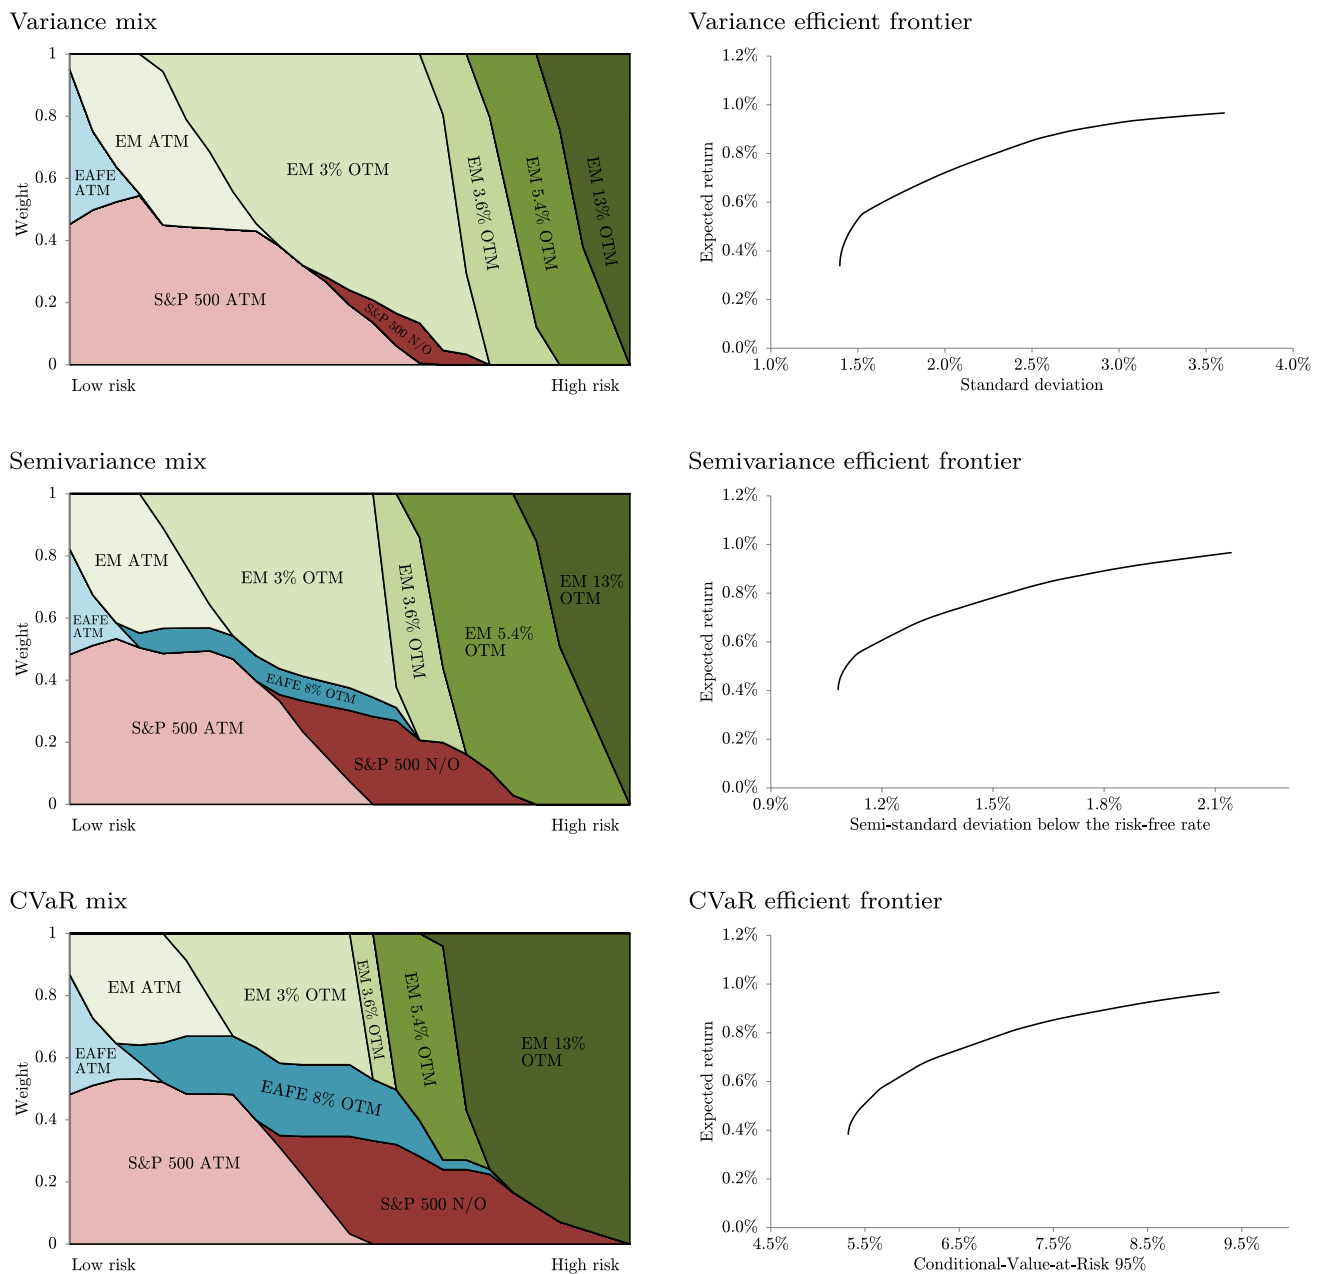 Variance mix
1
0.8
0.6
0.4
0.2
0
Weight
EM ATM
EAFE
ATM
EM 3% OTM
EM 3.6% OTM
EM 5.4% OTM
EM 13% OTM
S&P 500 ATM
S&P 500 N/O
Low risk
High risk
Variance efficient frontier
1.2%
1.0%
0.8%
0.6%
0.4%
0.2%
0.0%
Expected return
1.0%
1.5%
2.0%
2.5%
3.0%
3.5%
4.0%
Standard deviation
Semivariance mix
1
0.8
0.6
0.4
0.2
0
Weight
EM ATM
EAFE
ATM
EM 3% OTM
EM 3.6% OTM
EM 5.4%
OTM
EM 13%
OTM
EAFE 8% OTM
S&P 500 ATM
S&P 500 N/O
Low risk
High risk
Semivariance efficient frontier
1.2%
1.0%
0.8%
0.6%
0.4%
0.2%
0.0%
Expected return
0.9%
1.2%
1.5%
1.8%
2.1%
Semi-standard deviation below the risk-free rate
CVaR mix
1
0.8
0.6
0.4
0.2
0
Weight
EM ATM
EAFE
ATM
EM 3% OTM
EM 3.6% OTM
EM 5.4% OTM
EM 13%
OTM
EAFE 8% OTM
S&P 500 ATM
S&P 500 N/O
Low risk
High risk
CVaR efficient frontier
1.2%
1.0%
0.8%
0.6%
0.4%
0.2%
0.0%
Expected return
4.5%
5.5%
6.5%
7.5%
8.5%
9.5%
Conditional-Value-at-Risk 95%